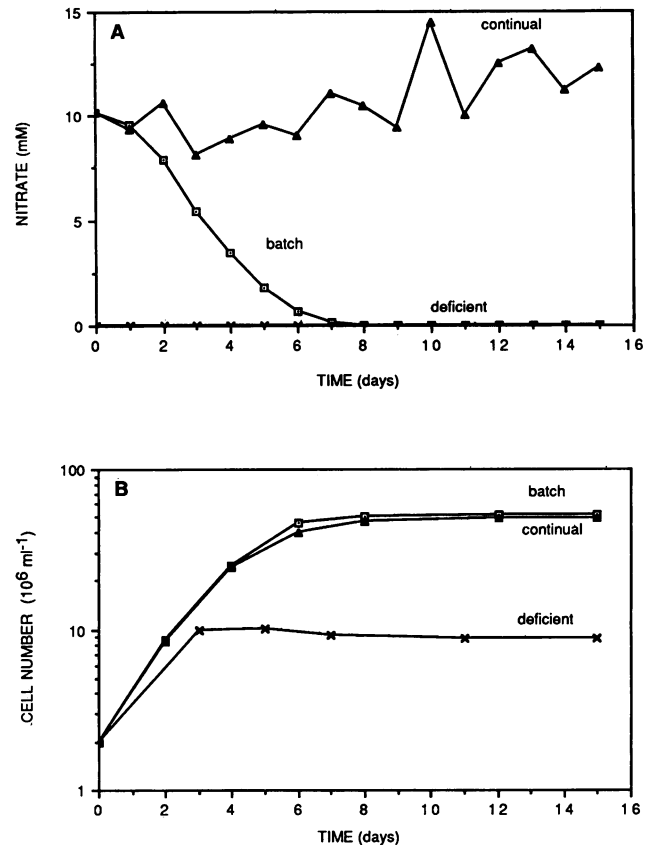 A
15
continual
10
NITRATE (mM)
5
batch
deficient
0
0 2 4 6 8 10 12 14 16
TIME (days)
B
100
batch
continual
.CELL NUMBER (10⁶ ml⁻¹)
deficient
10
1
0 2 4 6 8 10 12 14 16
TIME (days)